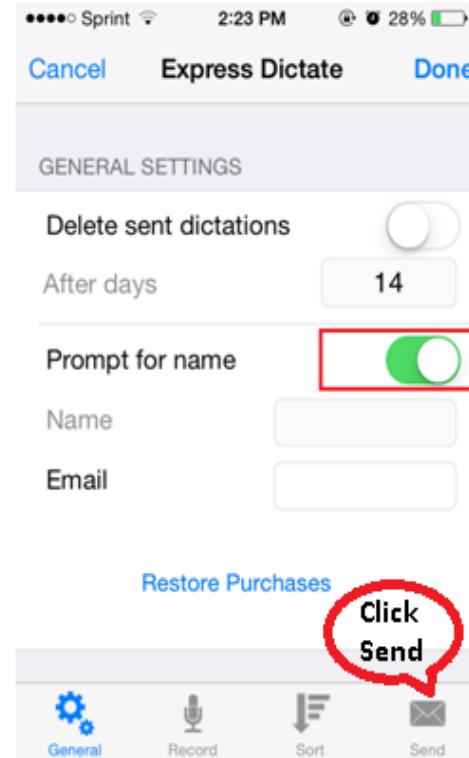 Sprint 2:23 PM 28%
Cancel Express Dictate Done
GENERAL SETTINGS
Delete sent dictations
After days 14
Prompt for name
Name
Email
Restore Purchases
Click
Send
General Record Sort Send